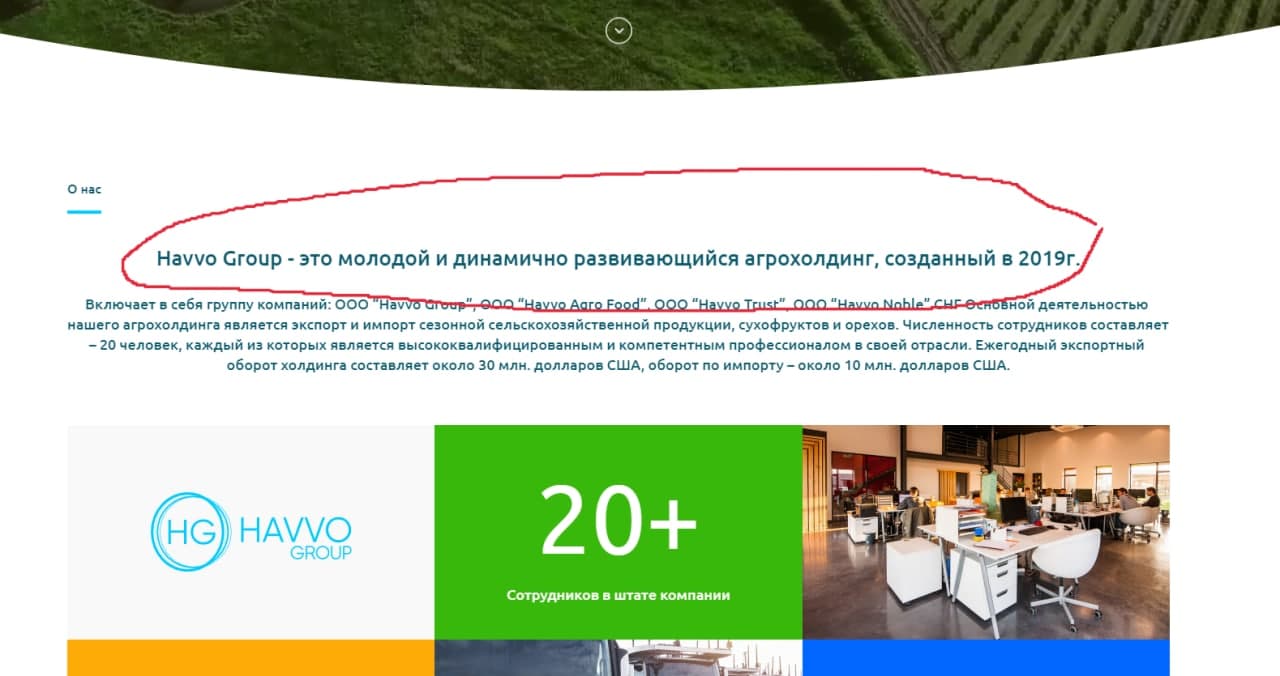 О нас
Havvo Group - это молодой и динамично развивающийся агрохолдинг, созданный в 2019г.
Включает в себя группу компаний: ООО “Havvo Group”, ООО “Havvo Agro Food”, ООО “Havvo Trust”, ООО “Havvo Noble” СНГ Основной деятельностью
нашего агрохолдинга является экспорт и импорт сезонной сельскохозяйственной продукции, сухофруктов и орехов. Численность сотрудников составляет
– 20 человек, каждый из которых является высококвалифицированным и компетентным профессионалом в своей отрасли. Ежегодный экспортный
оборот холдинга составляет около 30 млн. долларов США, оборот по импорту – около 10 млн. долларов США.
HG HAVVO
GROUP
20+
Сотрудников в штате компании